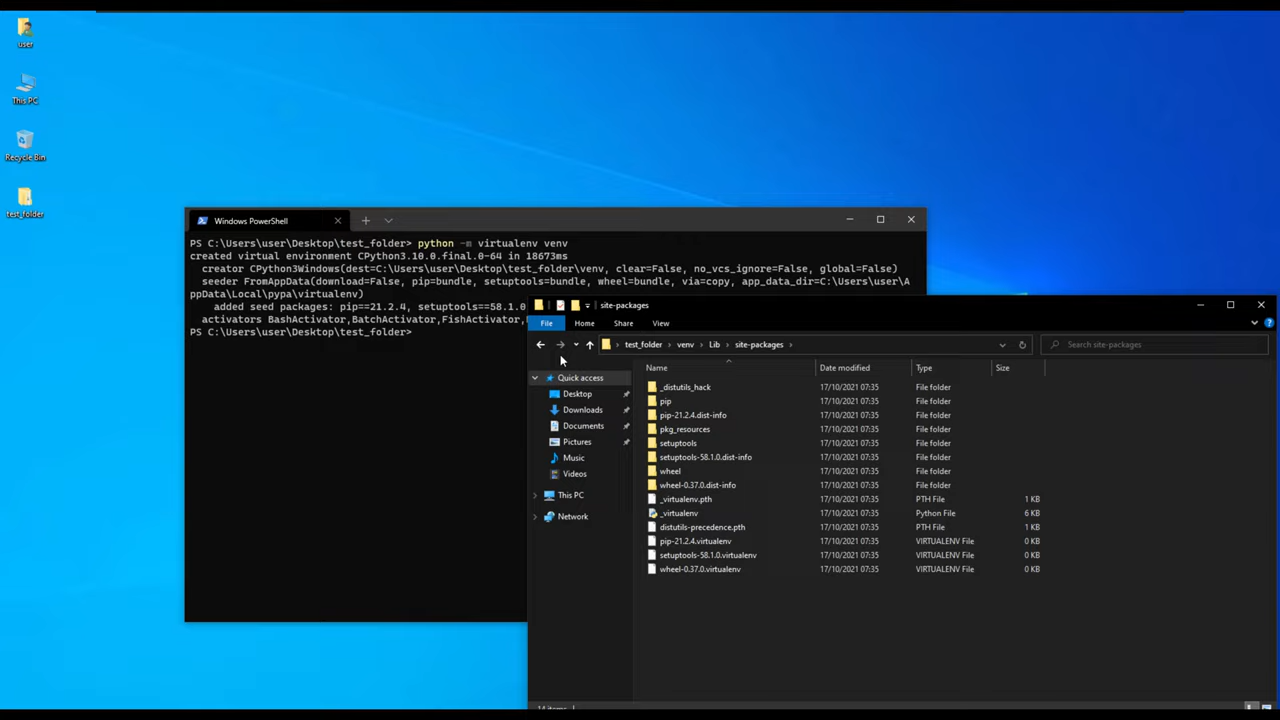 user
This PC
Recycle Bin
test_folder
Windows PowerShell
PS C:\Users\user\Desktop\test_folder> python -m virtualenv venv
created virtual environment CPython3.10.0.final.0-64 in 18673ms
creator CPython3Windows(dest=C:\Users\user\Desktop\test_folder\venv, clear=False, no_vcs_ignore=False, global=False)
seeder FromAppData(download=False, pip=bundle, setuptools=bundle, wheel=bundle, via=copy, app_data_dir=C:\Users\user\A
ppData\Local\pypa\virtualenv)
added seed packages: pip==21.2.4, setuptools==58.1.0
activators BashActivator,BatchActivator,FishActivator,
PS C:\Users\user\Desktop\test_folder>
site-packages
File Home Share View
test_folder > venv > Lib > site-packages >
Search site-packages
Quick access
Desktop
Downloads
Documents
Pictures
Music
Videos
This PC
Network
Name Date modified Type Size
_distutils_hack 17/10/2021 07:35 File folder
pip 17/10/2021 07:35 File folder
pip-21.2.4.dist-info 17/10/2021 07:35 File folder
pkg_resources 17/10/2021 07:35 File folder
setuptools 17/10/2021 07:35 File folder
setuptools-58.1.0.dist-info 17/10/2021 07:35 File folder
wheel 17/10/2021 07:35 File folder
wheel-0.37.0.dist-info 17/10/2021 07:35 File folder
_virtualenv.pth 17/10/2021 07:35 PTH File 1 KB
_virtualenv 17/10/2021 07:35 Python File 6 KB
distutils-precedence.pth 17/10/2021 07:35 PTH File 1 KB
pip-21.2.4.virtualenv 17/10/2021 07:35 VIRTUALENV File 0 KB
setuptools-58.1.0.virtualenv 17/10/2021 07:35 VIRTUALENV File 0 KB
wheel-0.37.0.virtualenv 17/10/2021 07:35 VIRTUALENV File 0 KB
14 items